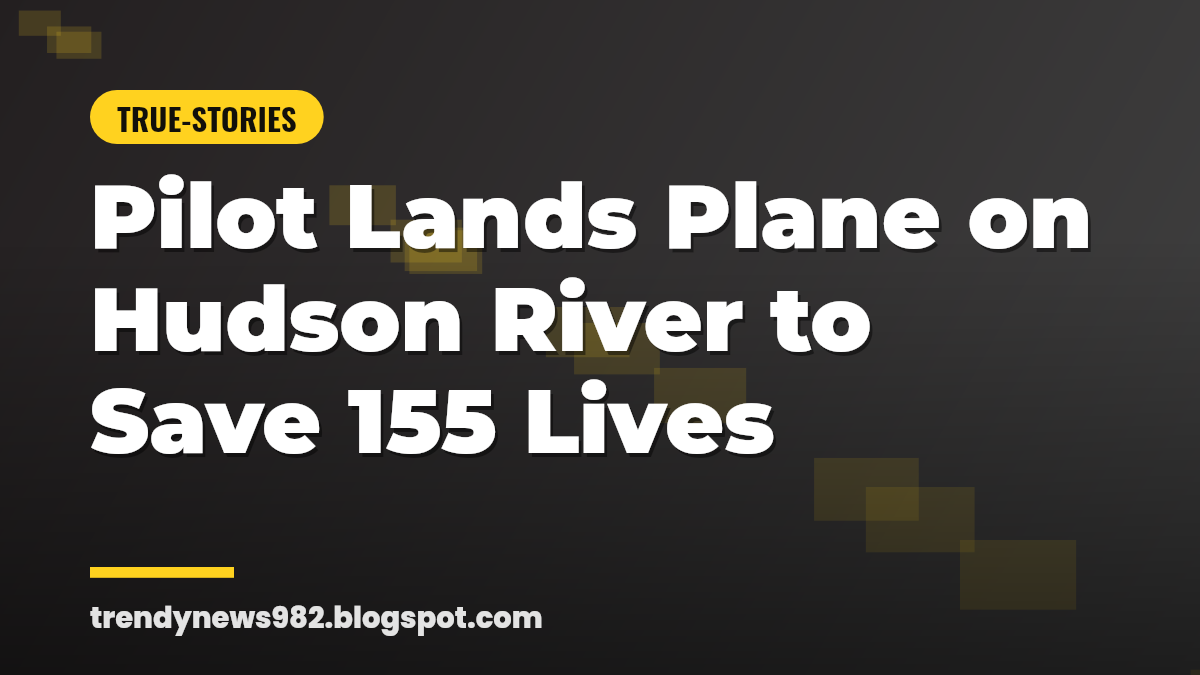 TRUE-STORIES
Pilot Lands Plane on
Hudson River to
Save 155 Lives
trendynews982.blogspot.com